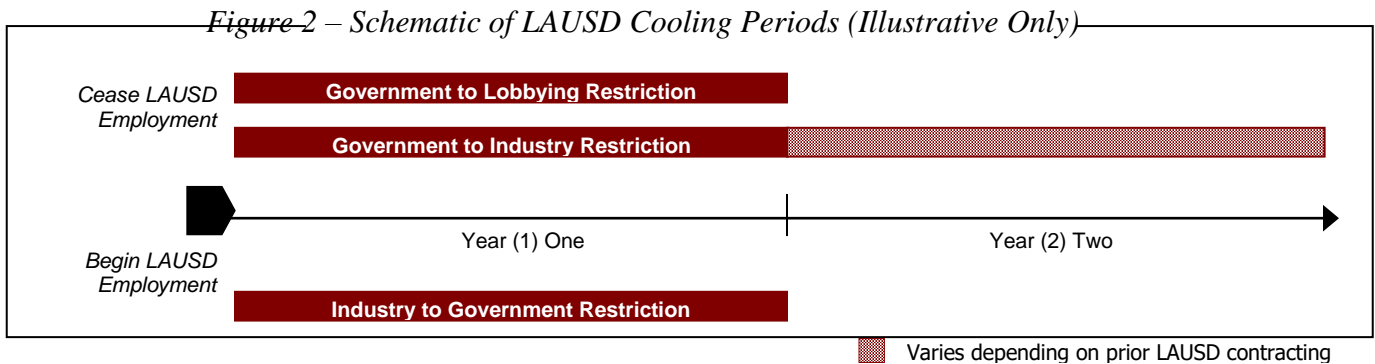 Figure 2 – Schematic of LAUSD Cooling Periods (Illustrative Only)
Cease LAUSD
Employment
Government to Lobbying Restriction
Government to Industry Restriction
Year (1) One
Year (2) Two
Begin LAUSD
Employment
Industry to Government Restriction
Varies depending on prior LAUSD contracting